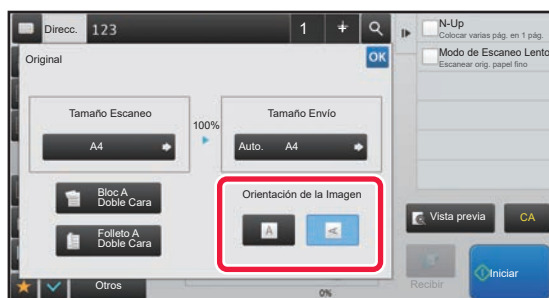 Direcc. 123 1
Original
OK
Tamaño Escaneo
A4
100%
Tamaño Envío
Auto. A4
Bloc A
Doble Cara
Folleto A
Doble Cara
Orientación de la Imagen
A
A
Otros
0%
N-Up
Colocar varias pág. en 1 pág.
Modo de Escaneo Lento
Escanear orig. papel fino
Vista previa
CA
Recibir
Iniciar